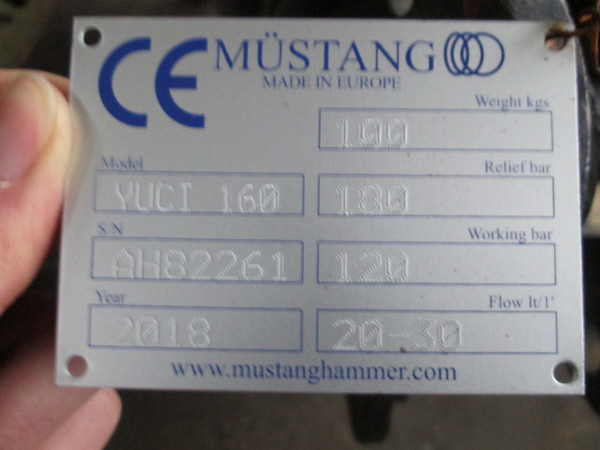 CE MÜSTANG
MADE IN EUROPE
Weight kgs
100
Model
YUCI 160
Relief bar
180
S/N
AH82261
Working bar
120
Year
2018
Flow lt/1'
20-30
www.mustanghammer.com